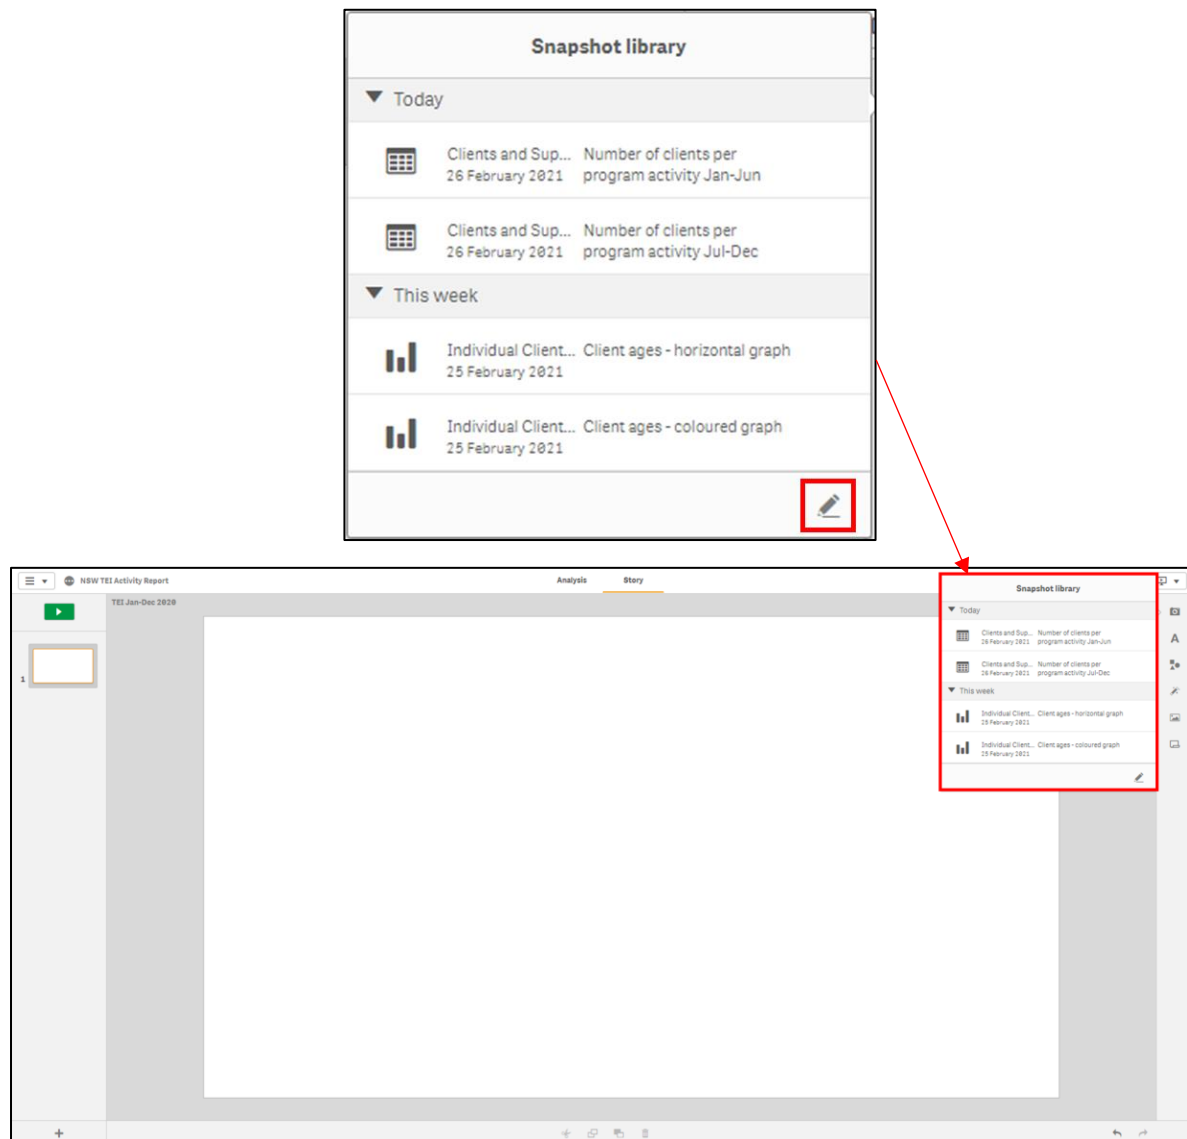 Snapshot library
Today
Clients and Sup... Number of clients per
26 February 2021 program activity Jan-Jun
Clients and Sup... Number of clients per
26 February 2021 program activity Jul-Dec
This week
Individual Client... Client ages - horizontal graph
25 February 2021
Individual Client... Client ages - coloured graph
25 February 2021
NSW TEI Activity Report
Analysis
Story
TEI Jan-Dec 2020
1
Snapshot library
Today
Clients and Sup... Number of clients per
26 February 2021 program activity Jan-Jun
Clients and Sup... Number of clients per
26 February 2021 program activity Jul-Dec
This week
Individual Client... Client ages - horizontal graph
25 February 2021
Individual Client... Client ages - coloured graph
25 February 2021
A